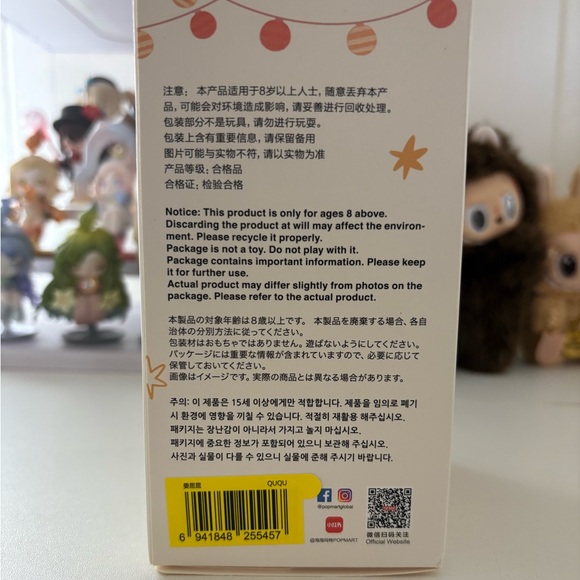 注意： 本产品适用于8岁以上人士，随意丢弃本产
品，可能会对环境造成影响，请妥善进行回收处理。
包装部分不是玩具，请勿进行玩耍。
包装上含有重要信息，请保留备用
图片可能与实物不符，请以实物为准
产品等级：合格品
合格证：检验合格
Notice: This product is only for ages 8 above.
Discarding the product at will may affect the environ-
ment. Please recycle it properly.
Package is not a toy. Do not play with it.
Package contains important information. Please keep
it for further use.
Actual product may differ slightly from photos on the
package. Please refer to the actual product.
本製品の対象年齢は８歳以上です。 本製品を廃棄する場合、各自
治体の分別方法に従ってください。
包装材はおもちゃではありません。遊ばないようにしてください。
パッケージには重要な情報が含まれていますので、必要に応じて
保管しておいてください。
画像はイメージです。実際の商品とは異なる場合があります。
주의: 이 제품은 15세 이상에게만 적합합니다. 제품을 임의로 폐기
시 환경에 영향을 끼칠 수 있습니다. 적절히 재활용 해주십시오.
패키지는 장난감이 아니라서 가지고 놀지 마십시오.
패키지에 중요한 정보가 포함되어 있으니 보관해 주십시오.
사진과 실물이 다를 수 있으니 실물에 준해 주시기 바랍니다.
QUQU
6 941848 255457
@popmartglobal
小红书
@泡泡玛特POPMART
微信扫码关注
Official Website